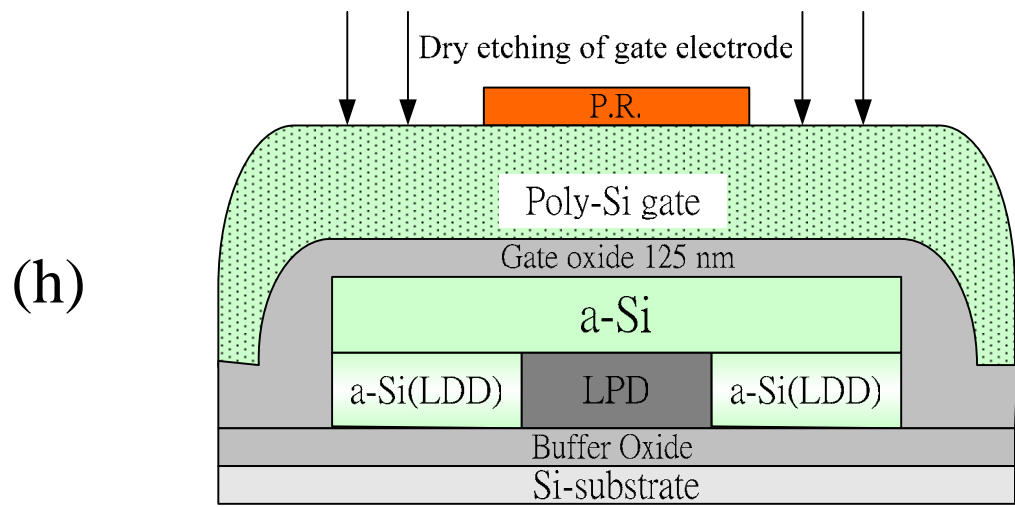 Dry etching of gate electrode
P.R.
Poly-Si gate
Gate oxide 125 nm
(h)
a-Si
a-Si(LDD) LPD a-Si(LDD)
Buffer Oxide
Si-substrate